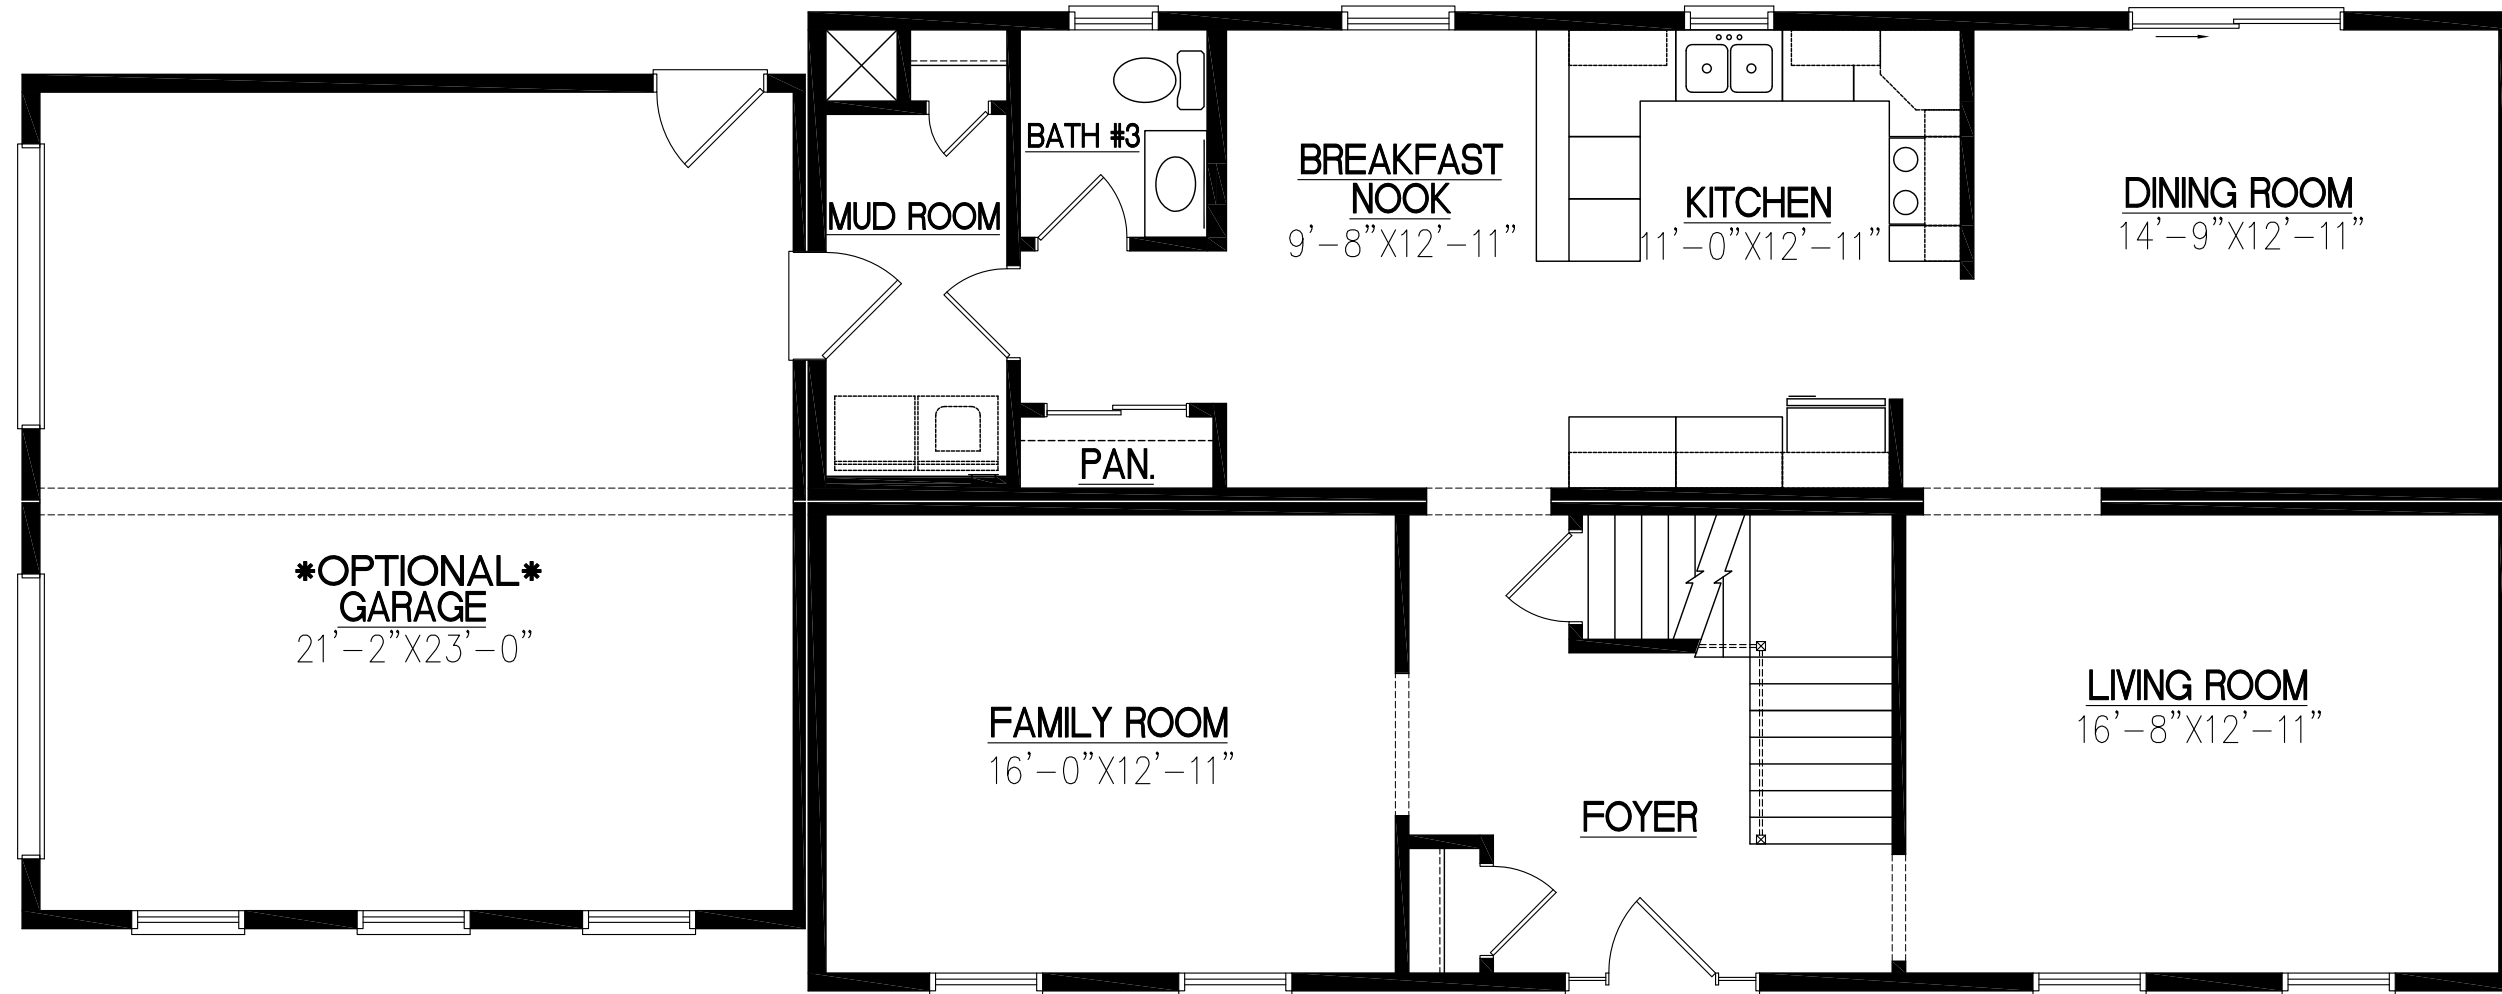 BATH #3
MUD ROOM
BREAKFAST
NOOK
9'-8"X12'-11"
KITCHEN
11'-0"X12'-11"
DINING ROOM
14'-9"X12'-11"
PAN.
*OPTIONAL*
GARAGE
21'-2"X23'-0"
FAMILY ROOM
16'-0"X12'-11"
FOYER
LIVING ROOM
16'-8"X12'-11"